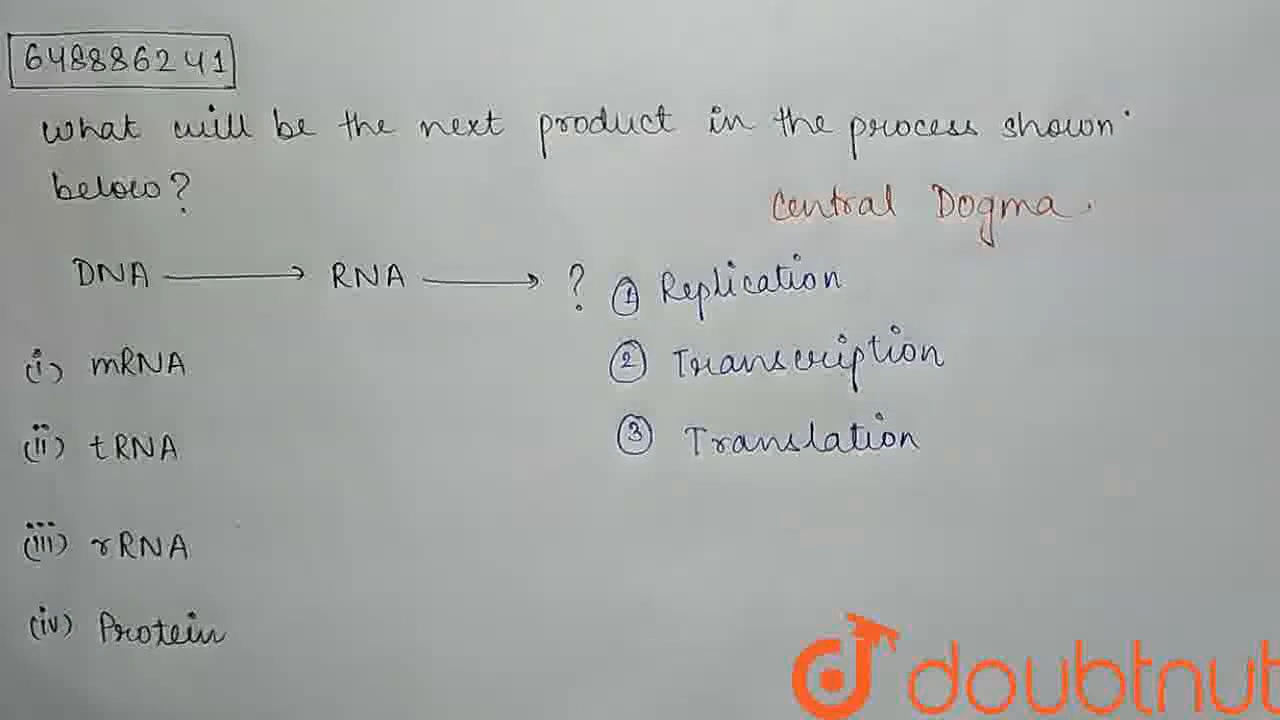 648886241
What will be the next product in the process shown
below?
Central Dogma.
DNA → RNA → ?
① Replication
② Transcription
③ Translation
(i) mRNA
(ii) tRNA
(iii) rRNA
(iv) Protein
doubtnut